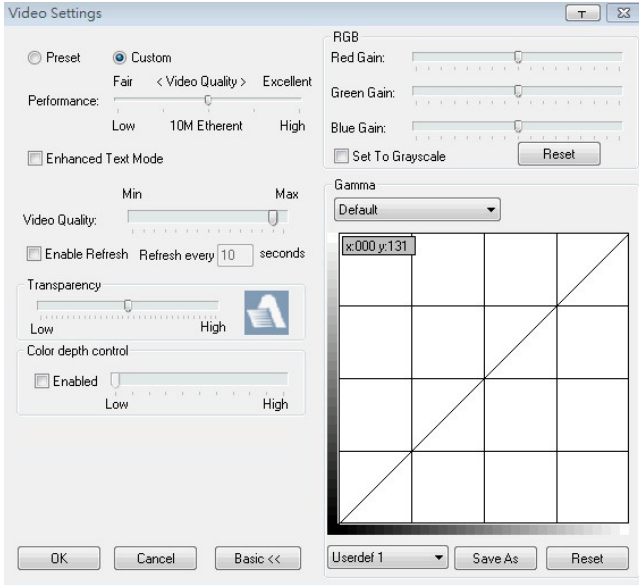 Video Settings
T
Preset Custom
Fair < Video Quality > Excellent
Performance:
Low 10M Etherent High
Enhanced Text Mode
Min Max
Video Quality:
Enable Refresh Refresh every 10 seconds
Transparency
Low High
Color depth control
Enabled
Low High
OK Cancel Basic <<
RGB
Red Gain:
Green Gain:
Blue Gain:
Set To Grayscale Reset
Gamma
Default
x:000 y:131
Userdef 1 Save As Reset